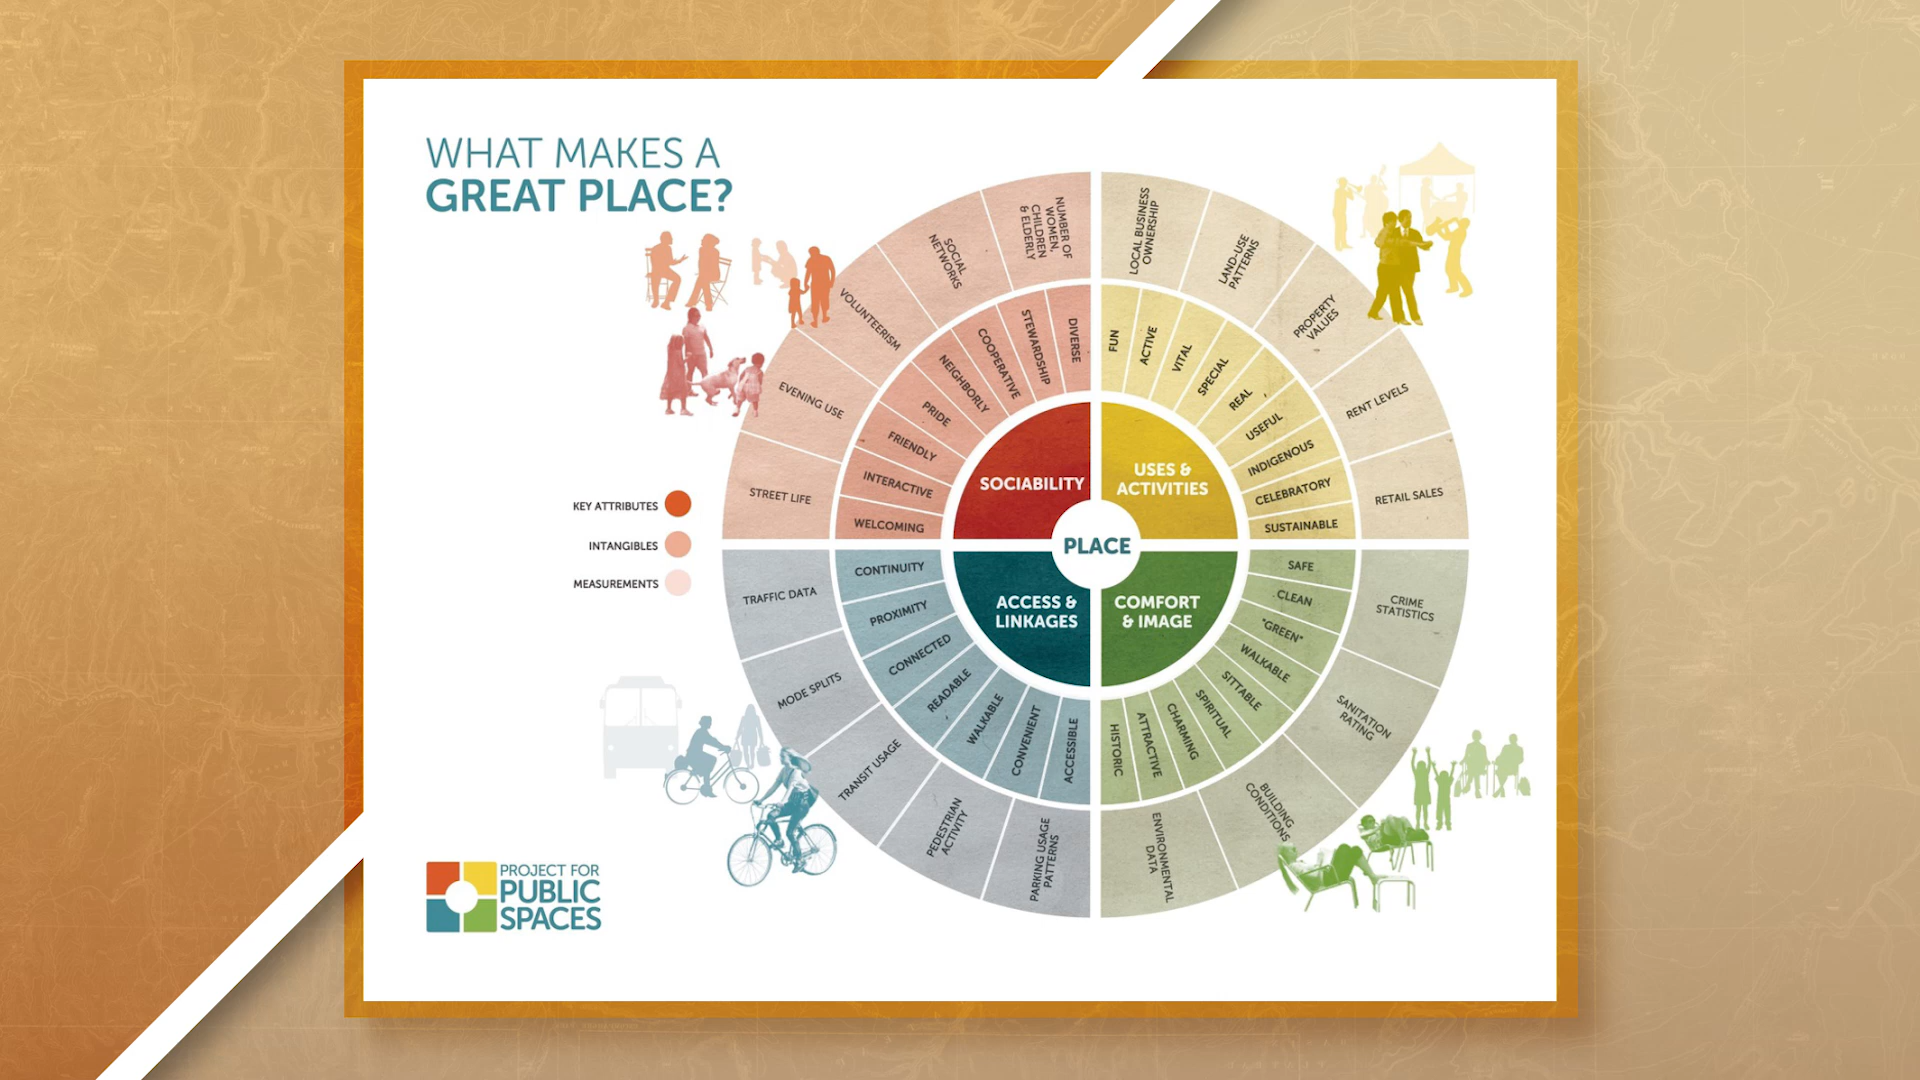 WHAT MAKES A
GREAT PLACE?
KEY ATTRIBUTES
INTANGIBLES
MEASUREMENTS
PLACE
SOCIABILITY
USES &
ACTIVITIES
ACCESS &
LINKAGES
COMFORT
& IMAGE
WELCOMING
INTERACTIVE
FRIENDLY
PRIDE
NEIGHBORLY
COOPERATIVE
STEWARDSHIP
DIVERSE
FUN
ACTIVE
VITAL
SPECIAL
REAL
USEFUL
INDIGENOUS
CELEBRATORY
SUSTAINABLE
SAFE
CLEAN
"GREEN"
WALKABLE
SITTABLE
SPIRITUAL
CHARMING
ATTRACTIVE
HISTORIC
ACCESSIBLE
CONVENIENT
WALKABLE
READABLE
CONNECTED
PROXIMITY
CONTINUITY
STREET LIFE
EVENING USE
VOLUNTEERISM
SOCIAL
NETWORKS
NUMBER OF
WOMEN,
CHILDREN
& ELDERLY
LOCAL BUSINESS
OWNERSHIP
LAND-USE
PATTERNS
PROPERTY
VALUES
RENT LEVELS
RETAIL SALES
CRIME
STATISTICS
SANITATION
RATING
BUILDING
CONDITIONS
ENVIRONMENTAL
DATA
PARKING USAGE
PATTERNS
PEDESTRIAN
ACTIVITY
TRANSIT USAGE
MODE SPLITS
TRAFFIC DATA
PROJECT FOR
PUBLIC
SPACES